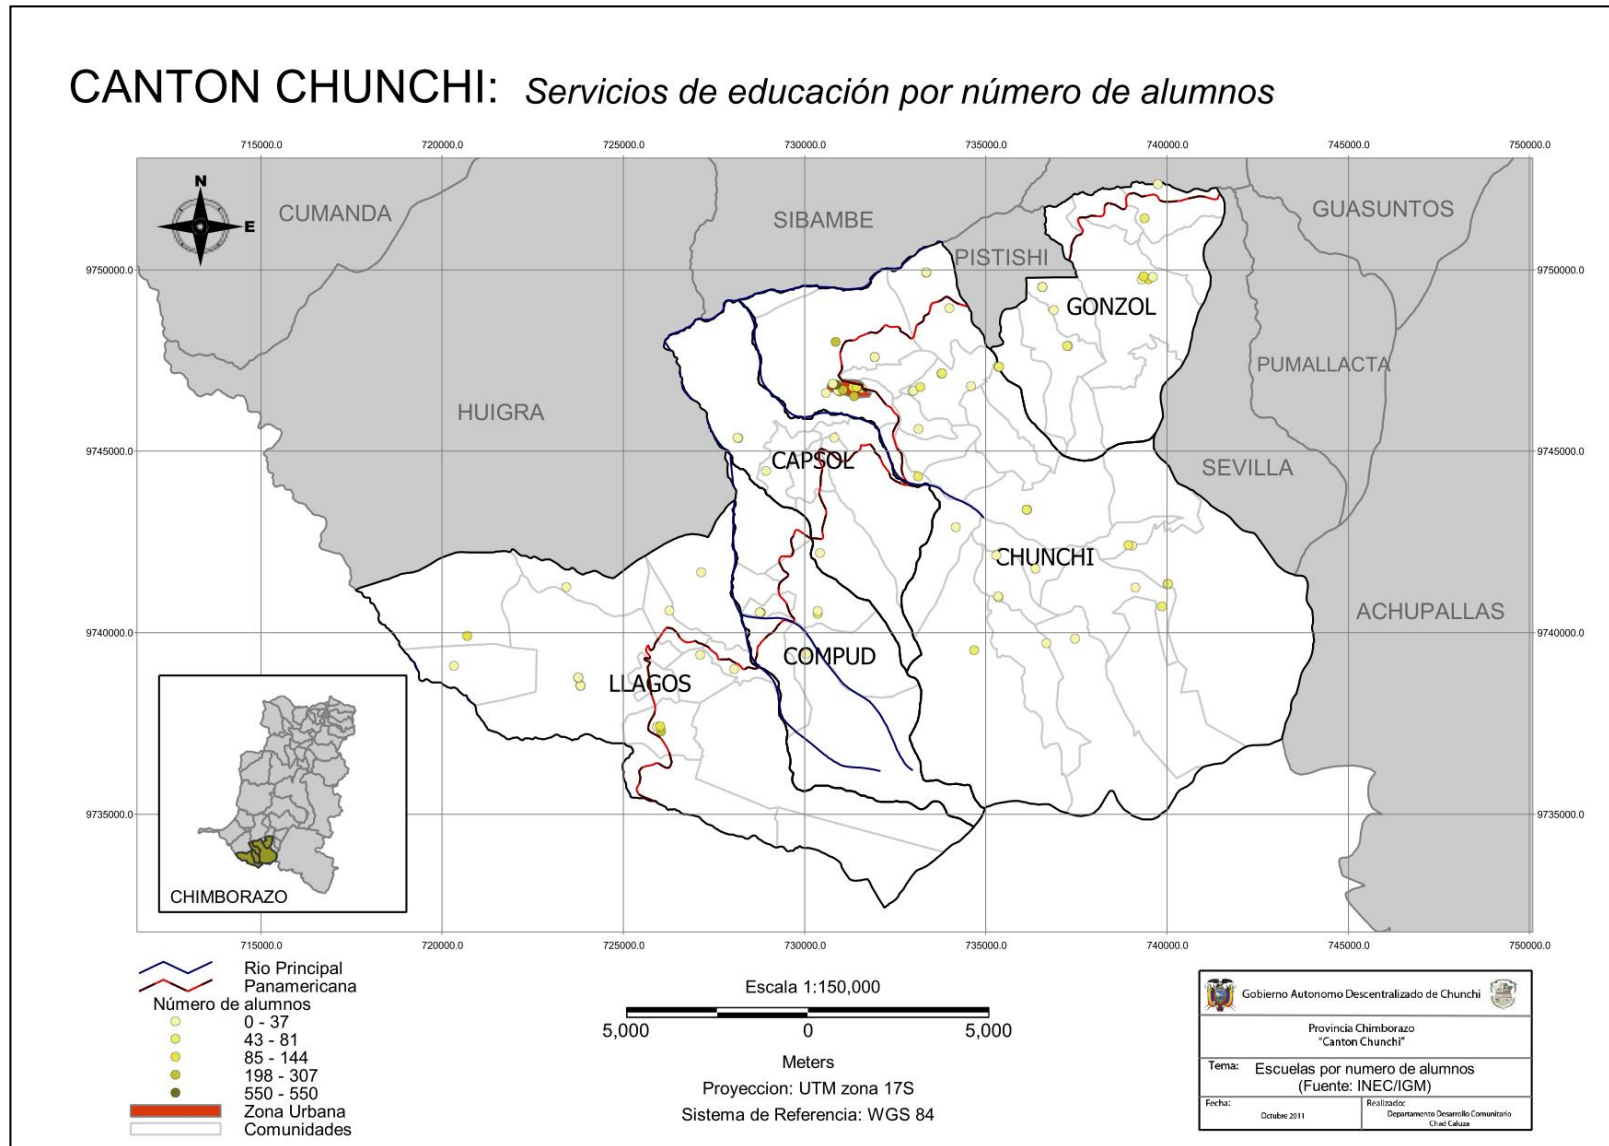 CANTON CHUNCHI: Servicios de educación por número de alumnos
715000.0 720000.0 725000.0 730000.0 735000.0 740000.0 745000.0 750000.0
N
E
CUMANDA
SIBAMBE
GUASUNTOS
PISTISHI
9750000.0 9750000.0
GONZOL
PUMALLACTA
HUIGRA
CAPSOL
SEVILLA
9745000.0 9745000.0
CHUNCHI
ACHUPALLAS
9740000.0 9740000.0
COMPUD
LLAGOS
9735000.0 9735000.0
CHIMBORAZO
715000.0 720000.0 725000.0 730000.0 735000.0 740000.0 745000.0 750000.0
Rio Principal
Panamericana
Número de alumnos
0 - 37
43 - 81
85 - 144
198 - 307
550 - 550
Zona Urbana
Comunidades
Escala 1:150,000
5,000 0 5,000
Meters
Proyeccion: UTM zona 17S
Sistema de Referencia: WGS 84
Gobierno Autonomo Descentralizado de Chunchi
Provincia Chimborazo
"Canton Chunchi"
Tema: Escuelas por numero de alumnos
(Fuente: INEC/IGM)
Fecha:
Octubre 2011
Realizado:
Departamento Desarrollo Comunitario
Chad Caluza